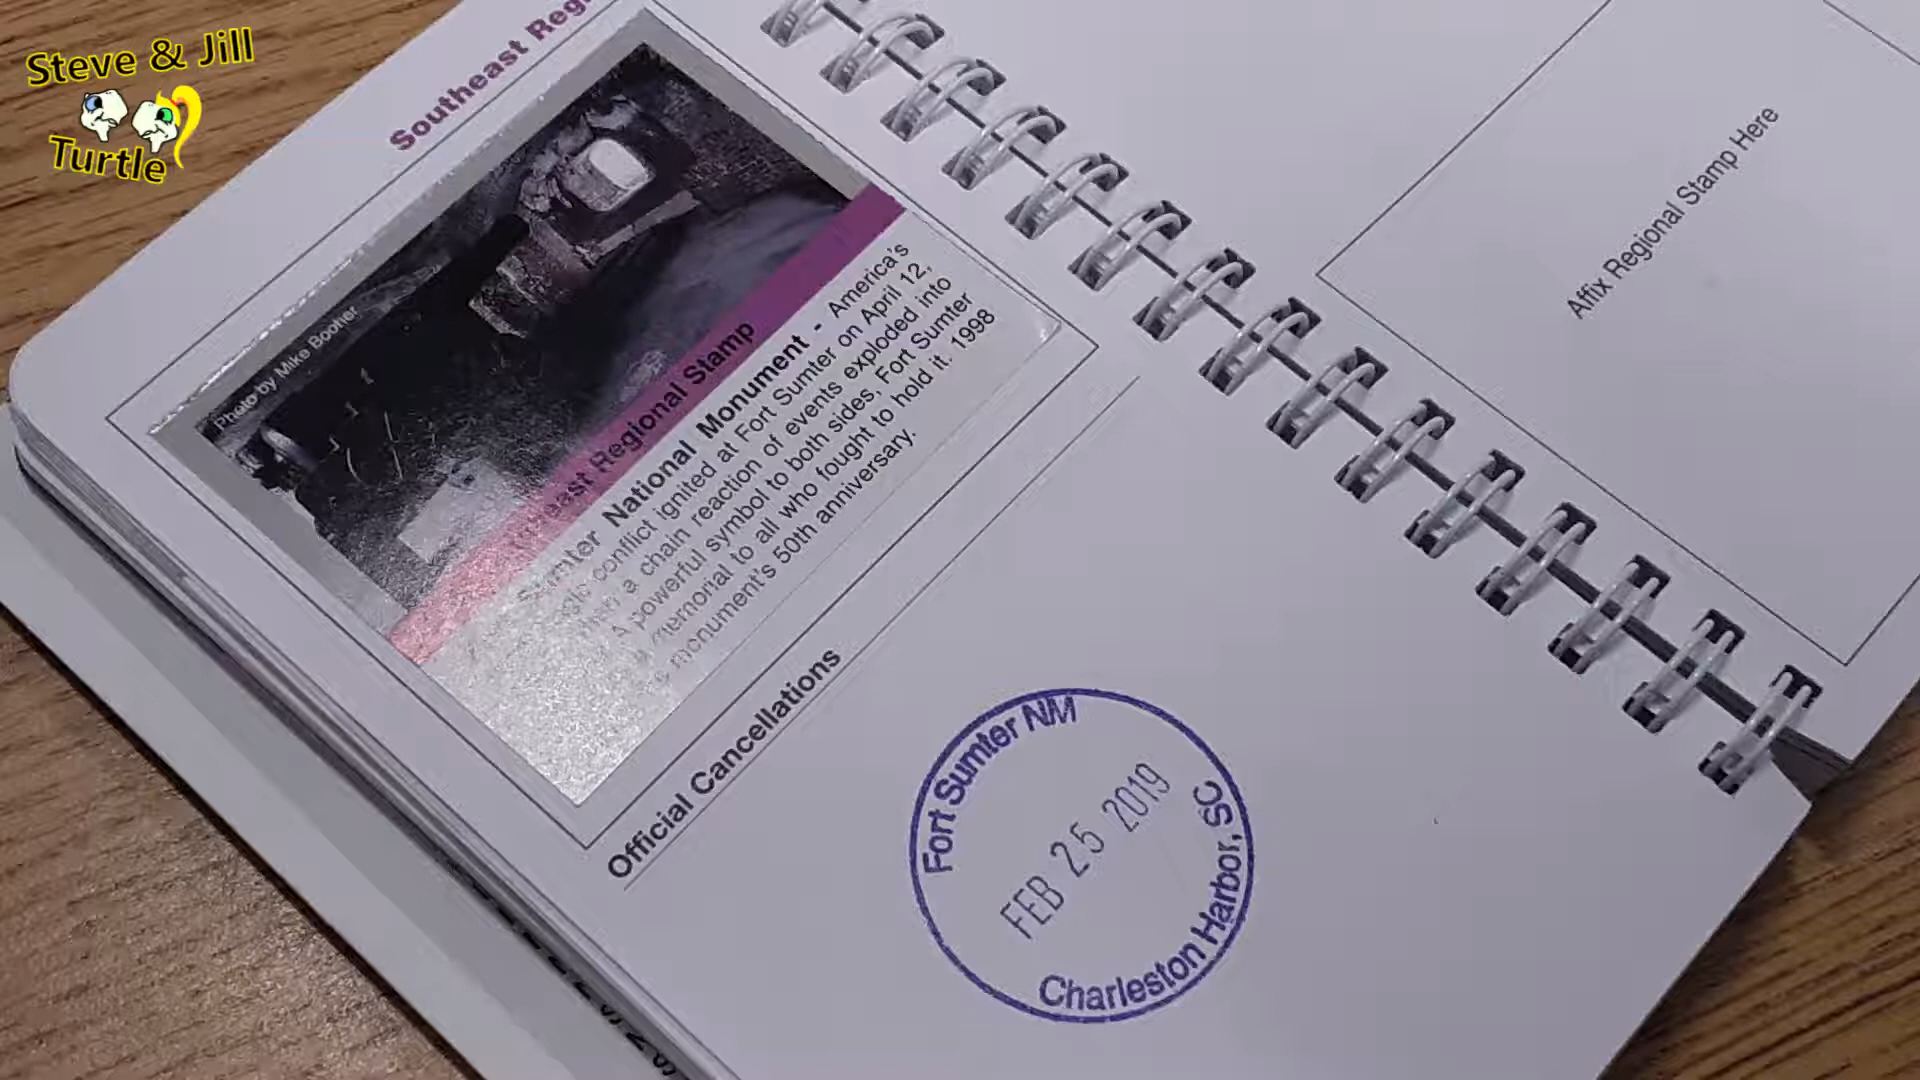 Steve & Jill
Turtle
Southeast
Photo by Mike Booher
Regional Stamp
Sumter National Monument - America's
conflict ignited at Fort Sumter on April 12,
a chain reaction of events exploded into
A powerful symbol to both sides, Fort Sumter
memorial to all who fought to hold it. 1998
monument's 50th anniversary.
Official Cancellations
Fort Sumter NM
FEB 25 2019
Charleston Harbor, SC
Affix Regional Stamp Here